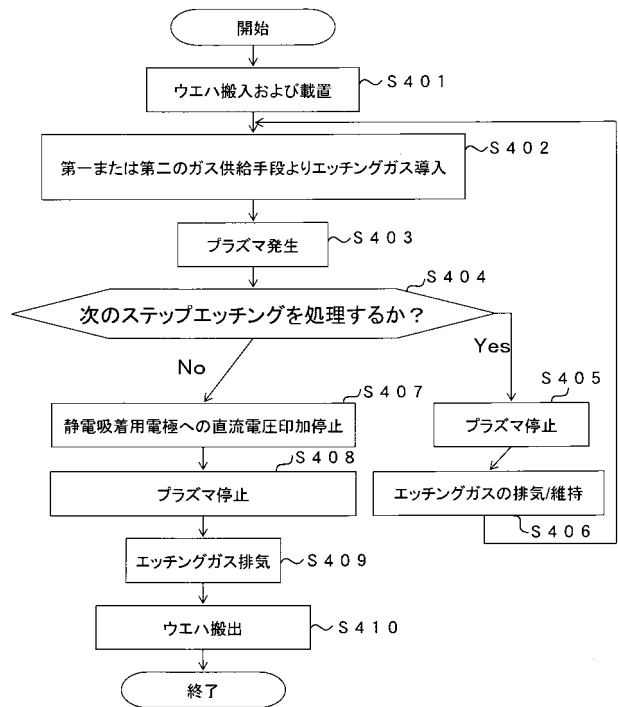 開始
ウエハ搬入および載置
S401
第一または第二のガス供給手段よりエッチングガス導入
S402
プラズマ発生
S403
次のステップエッチングを処理するか？
S404
No
Yes
静電吸着用電極への直流電圧印加停止
S407
プラズマ停止
S405
プラズマ停止
S408
エッチングガスの排気/維持
S406
エッチングガス排気
S409
ウエハ搬出
S410
終了